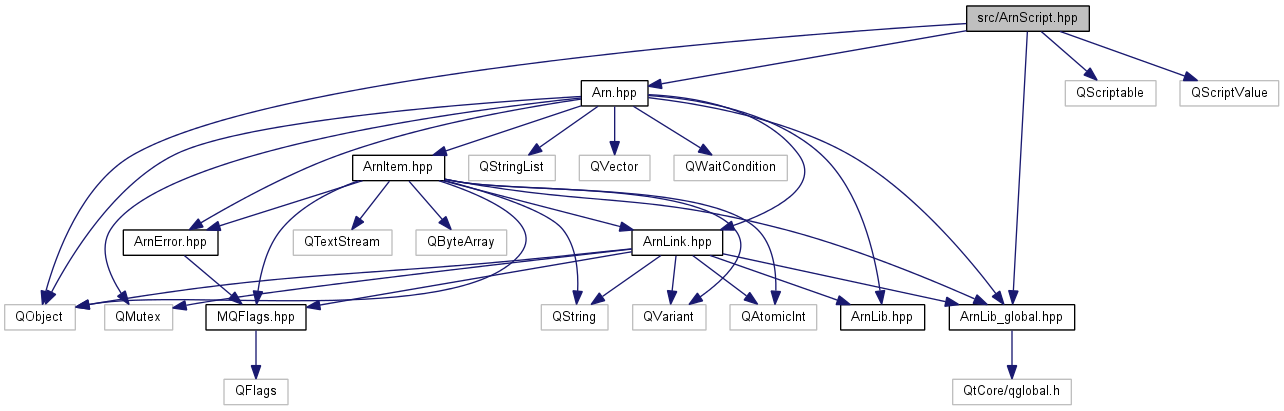 src/ArnScript.hpp
Arn.hpp
QScriptable
QScriptValue
ArnItem.hpp
QStringList
QVector
QWaitCondition
ArnError.hpp
QTextStream
QByteArray
ArnLink.hpp
QObject
QMutex
MQFlags.hpp
QString
QVariant
QAtomicInt
ArnLib.hpp
ArnLib_global.hpp
QFlags
QtCore/qglobal.h